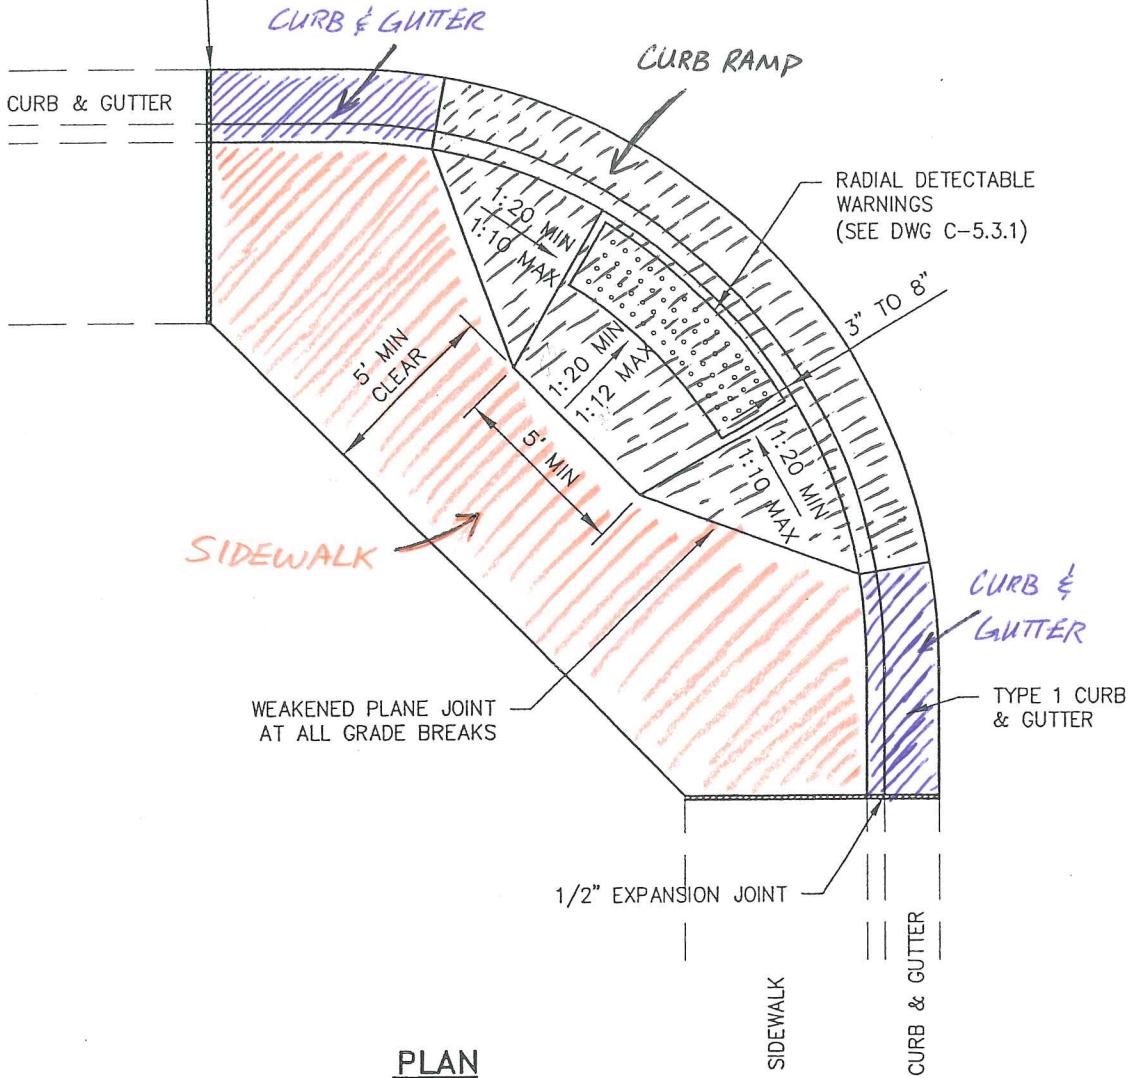 CURB & GUTTER
CURB RAMP
CURB & GUTTER
RADIAL DETECTABLE
WARNINGS
(SEE DWG C-5.3.1)
1:20 MIN
1:10 MAX
3" TO 8"
5' MIN
CLEAR
1:20 MIN
1:12 MAX
5' MIN
1:20 MIN
1:10 MAX
SIDEWALK
CURB &
GUTTER
WEAKENED PLANE JOINT
AT ALL GRADE BREAKS
TYPE 1 CURB
& GUTTER
1/2" EXPANSION JOINT
SIDEWALK
CURB & GUTTER
PLAN